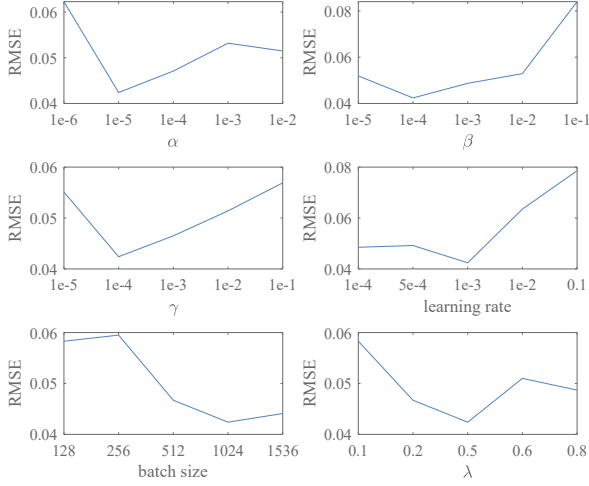 RMSE
0.06
0.05
0.04
1e-6 1e-5 1e-4 1e-3 1e-2
α
RMSE
0.08
0.06
0.04
1e-5 1e-4 1e-3 1e-2 1e-1
β
RMSE
0.06
0.05
0.04
1e-5 1e-4 1e-3 1e-2 1e-1
γ
RMSE
0.08
0.06
0.04
1e-4 5e-4 1e-3 1e-2 0.1
learning rate
RMSE
0.06
0.05
0.04
128 256 512 1024 1536
batch size
RMSE
0.06
0.05
0.04
0.1 0.2 0.5 0.6 0.8
λ